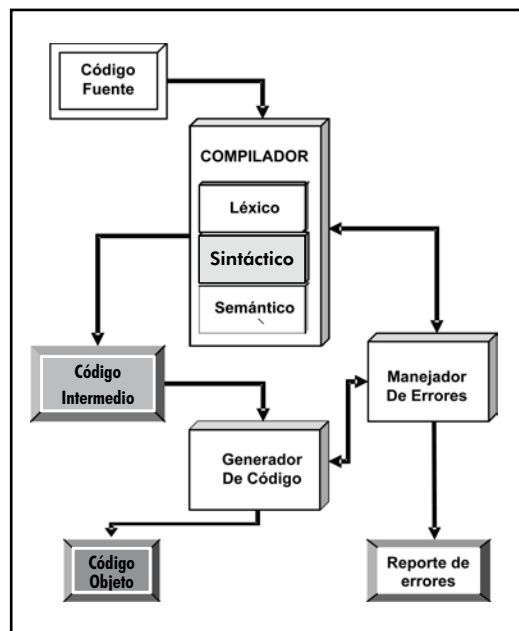 Código
Fuente
COMPILADOR
Léxico
Sintáctico
Semántico
Código
Intermedio
Manejador
De Errores
Generador
De Código
Código
Objeto
Reporte de
errores